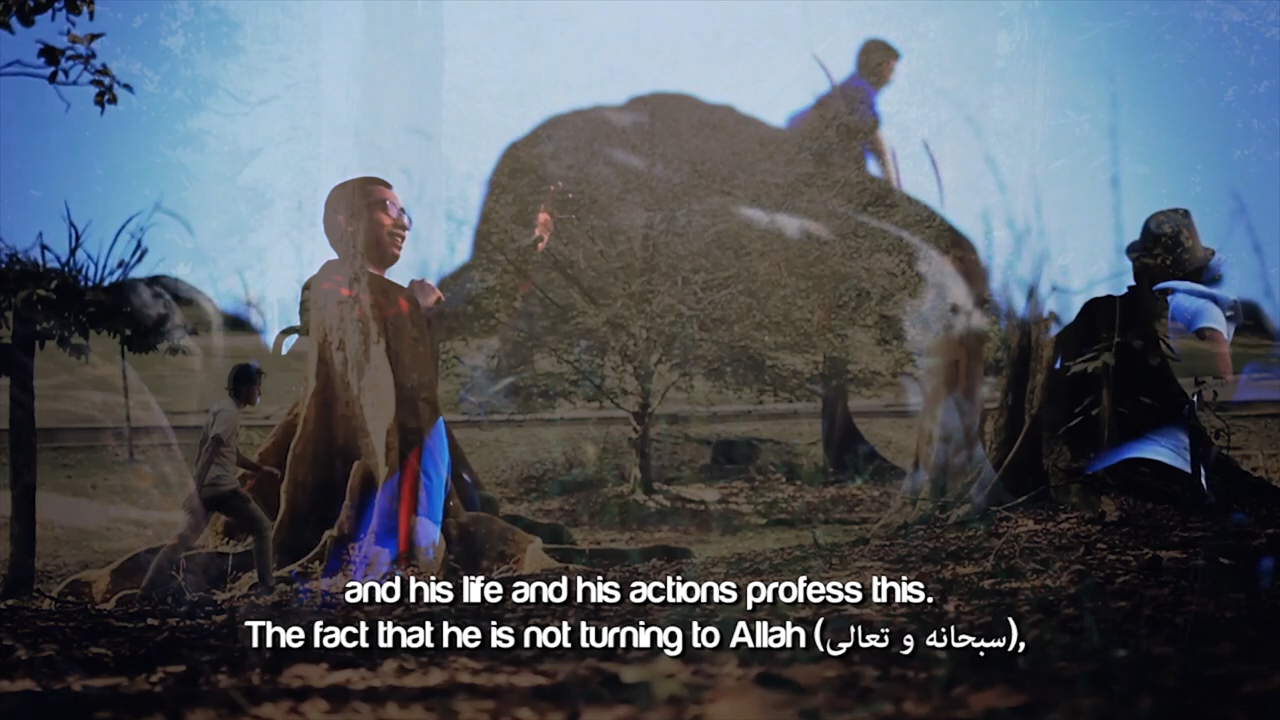 and his life and his actions profess this.
The fact that he is not turning to Allah (سبحانه و تعالى),